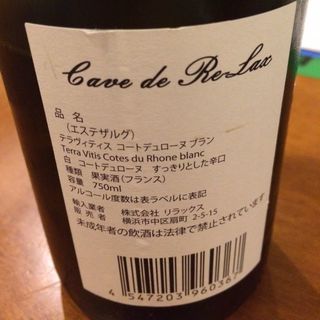 Cave de Re-Lax
品 名
(エステザルグ)
テラヴィティス コートデュローヌ ブラン
Terra Vitis Cotes du Rhone blanc
白 コートデューヌ すっきりとした辛口
種類 果実酒(フランス)
容量 750ml
アルコール度数は表ラベルに表記
輸入業者 株式会社 リラックス
販売者 横浜市中区扇町 2-5-15
未成年者の飲酒は法律で禁止されています
4 547203 960367